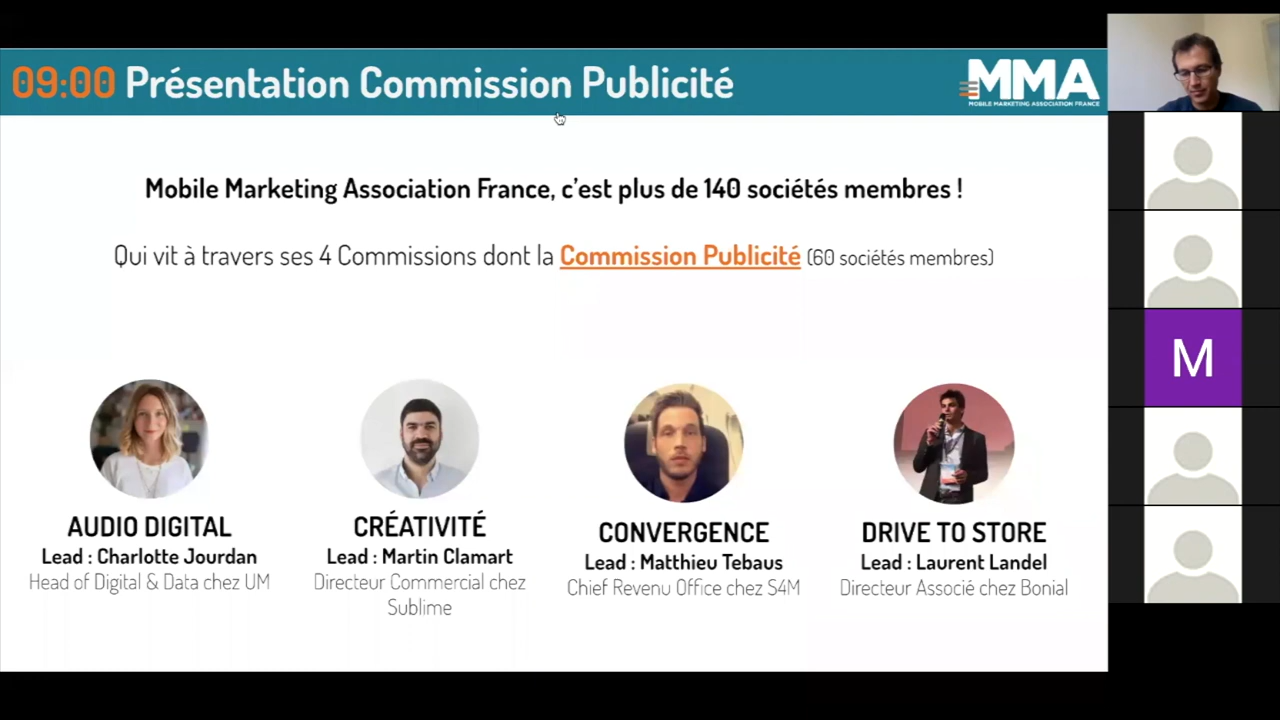 09:00 Présentation Commission Publicité
MMA
MOBILE MARKETING ASSOCIATION FRANCE
Mobile Marketing Association France, c'est plus de 140 sociétés membres !
Qui vit à travers ses 4 Commissions dont la Commission Publicité (60 sociétés membres)
M
AUDIO DIGITAL
Lead : Charlotte Jourdan
Head of Digital & Data chez UM
CRÉATIVITÉ
Lead : Martin Clamart
Directeur Commercial chez
Sublime
CONVERGENCE
Lead : Matthieu Tebaus
Chief Revenu Office chez S4M
DRIVE TO STORE
Lead : Laurent Landel
Directeur Associé chez Bonial